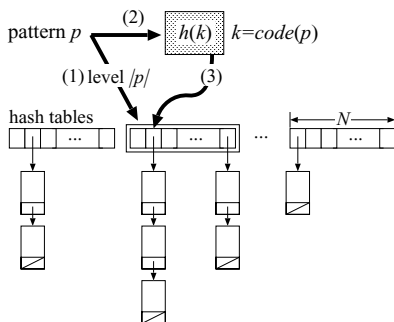 (2)
pattern p h(k) k=code(p)
(1) level |p| (3)
hash tables
... ... ... ... N